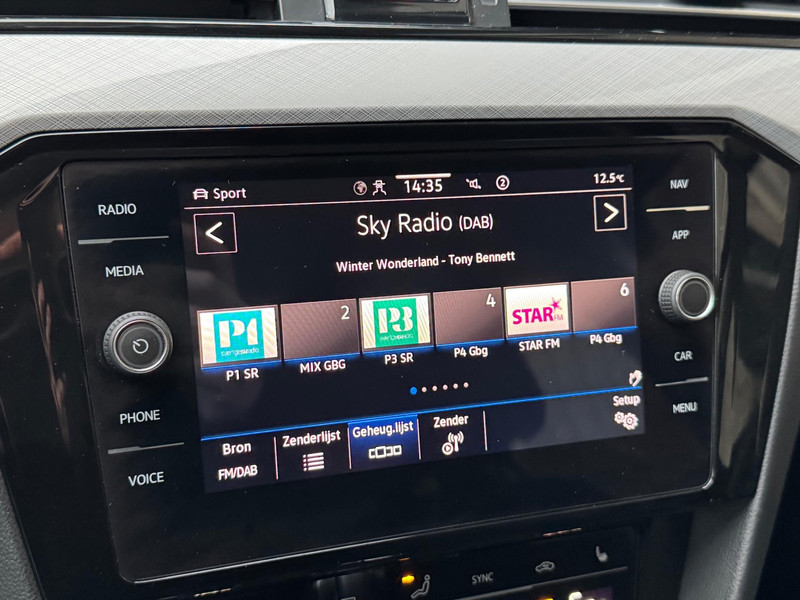 RADIO
MEDIA
PHONE
VOICE
Sport
14:35
2
12.5°C
<
Sky Radio (DAB)
>
Winter Wonderland - Tony Bennett
P1
sverigesradio
2
P3
sverigesradio
4
STAR FM
6
P1 SR
MIX GBG
P3 SR
P4 Gbg
STAR FM
P4 Gbg
Bron
FM/DAB
Zenderlijst
Geheug.lijst
Zender
Setup
NAV
APP
CAR
MENU
SYNC